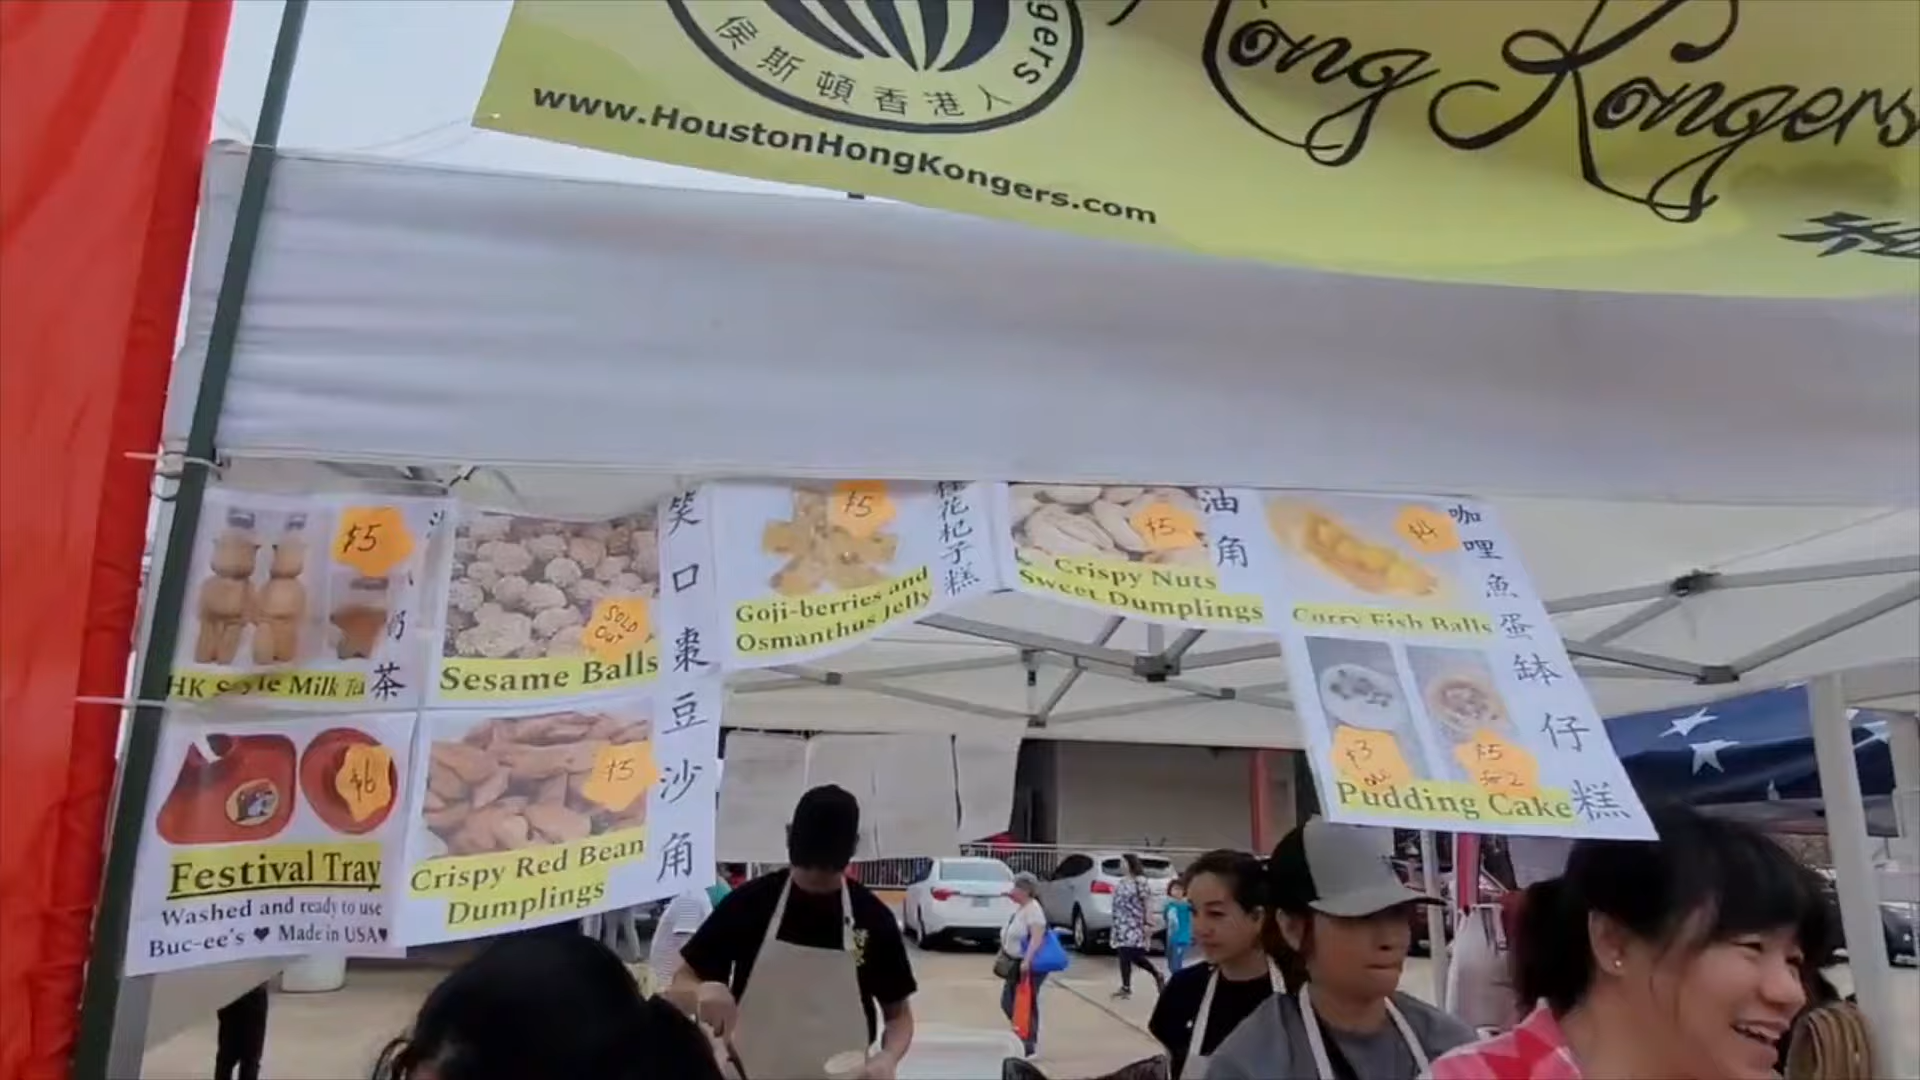 gers
侯斯頓香港人
www.HoustonHongKongers.com
Kongers
$5
茶
HK Style Milk Tea
SOLD OUT
Sesame Balls
笑口棗
$5
Goji-berries and
Osmanthus Jelly
桂花杞子糕
$5
Crispy Nuts
Sweet Dumplings
油角
$4
Curry Fish Balls
咖哩魚蛋
$6
Festival Tray
Washed and ready to use
Buc-ee's ♥ Made in USA♥
$5
Crispy Red Bean
Dumplings
豆沙角
$3
$5
Pudding Cake
缽仔糕